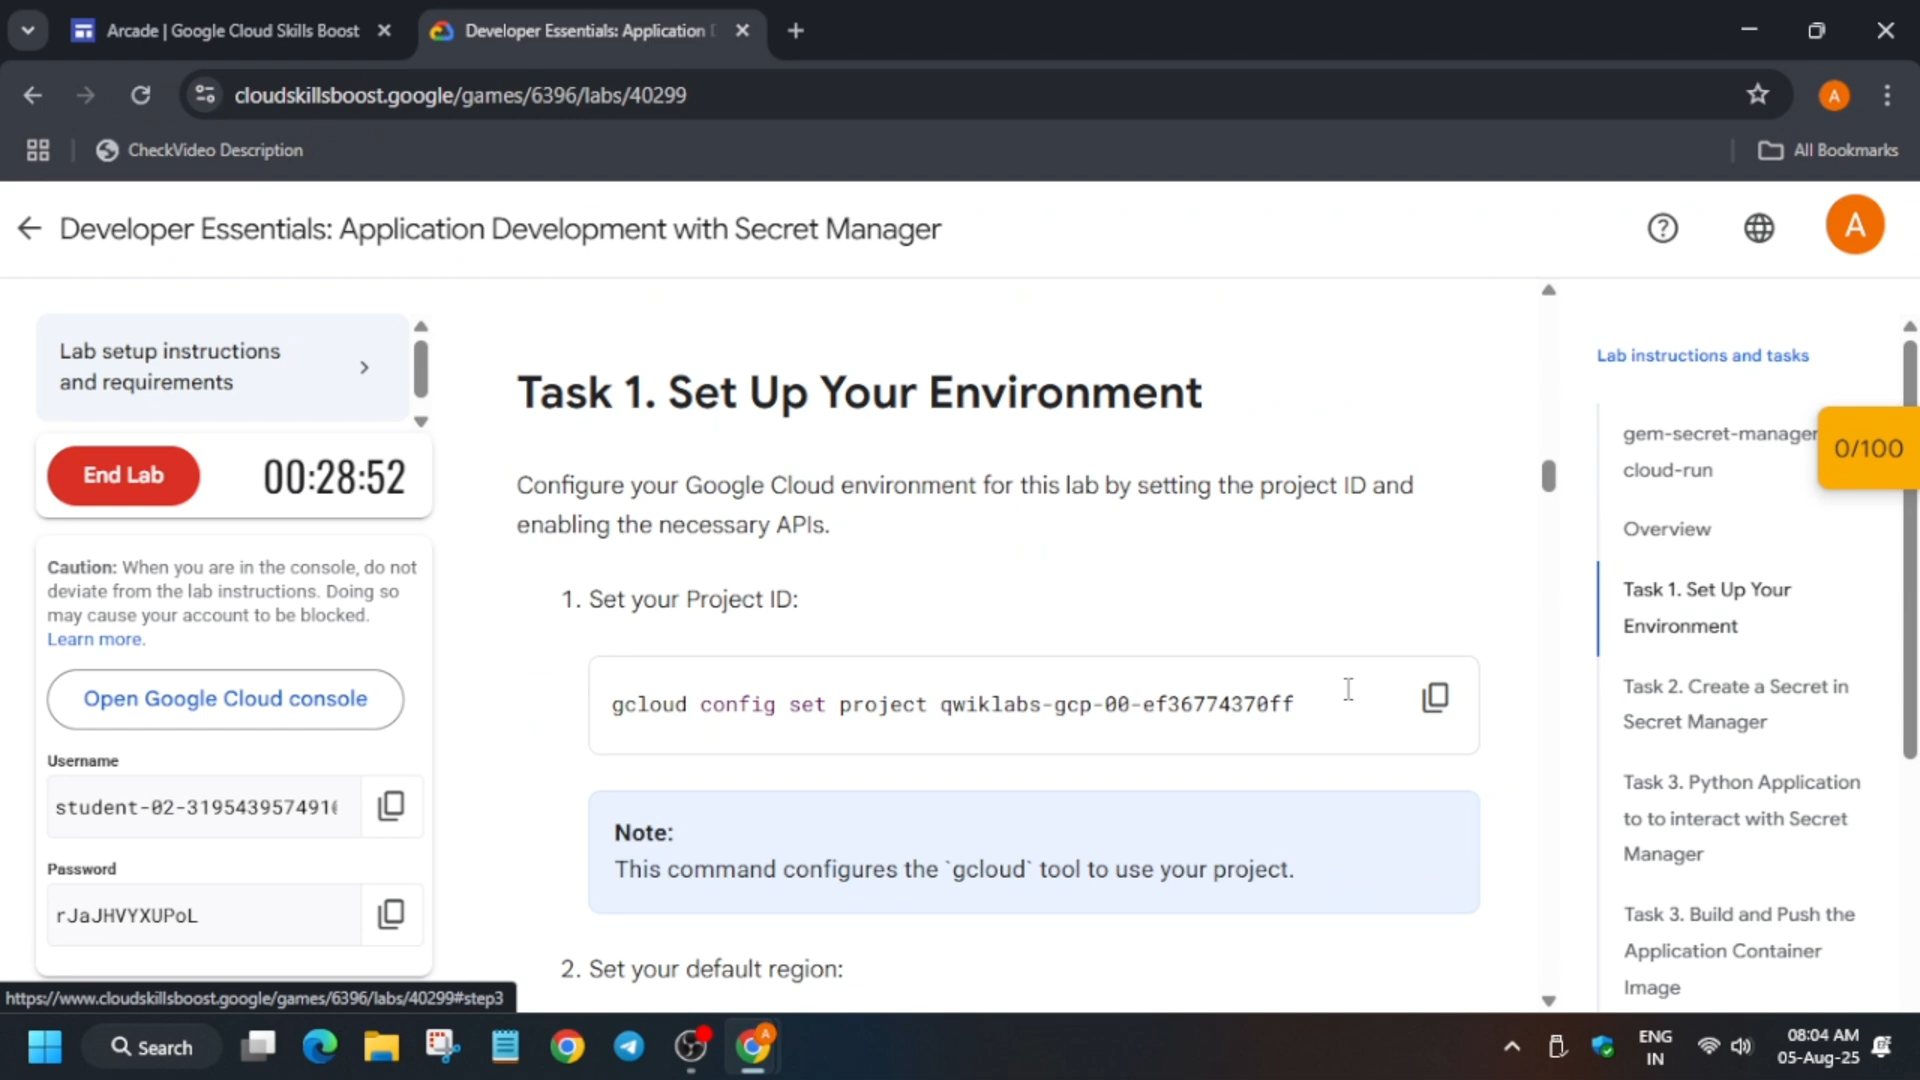 Arcade | Google Cloud Skills Boost
Developer Essentials: Application
cloudskillsboost.google/games/6396/labs/40299
A
CheckVideo Description
All Bookmarks
Developer Essentials: Application Development with Secret Manager
A
Lab setup instructions
and requirements
End Lab
00:28:52
Caution: When you are in the console, do not
deviate from the lab instructions. Doing so
may cause your account to be blocked.
Learn more.
Open Google Cloud console
Username
student-02-319543957491
Password
rJaJHVYXUPoL
https://www.cloudskillsboost.google/games/6396/labs/40299#step3
Task 1. Set Up Your Environment
Configure your Google Cloud environment for this lab by setting the project ID and
enabling the necessary APIs.
1. Set your Project ID:
gcloud config set project qwiklabs-gcp-00-ef36774370ff
Note:
This command configures the `gcloud` tool to use your project.
2. Set your default region:
Lab instructions and tasks
gem-secret-manager
cloud-run
0/100
Overview
Task 1. Set Up Your
Environment
Task 2. Create a Secret in
Secret Manager
Task 3. Python Application
to to interact with Secret
Manager
Task 3. Build and Push the
Application Container
Image
Search
A
ENG
IN
08:04 AM
05-Aug-25